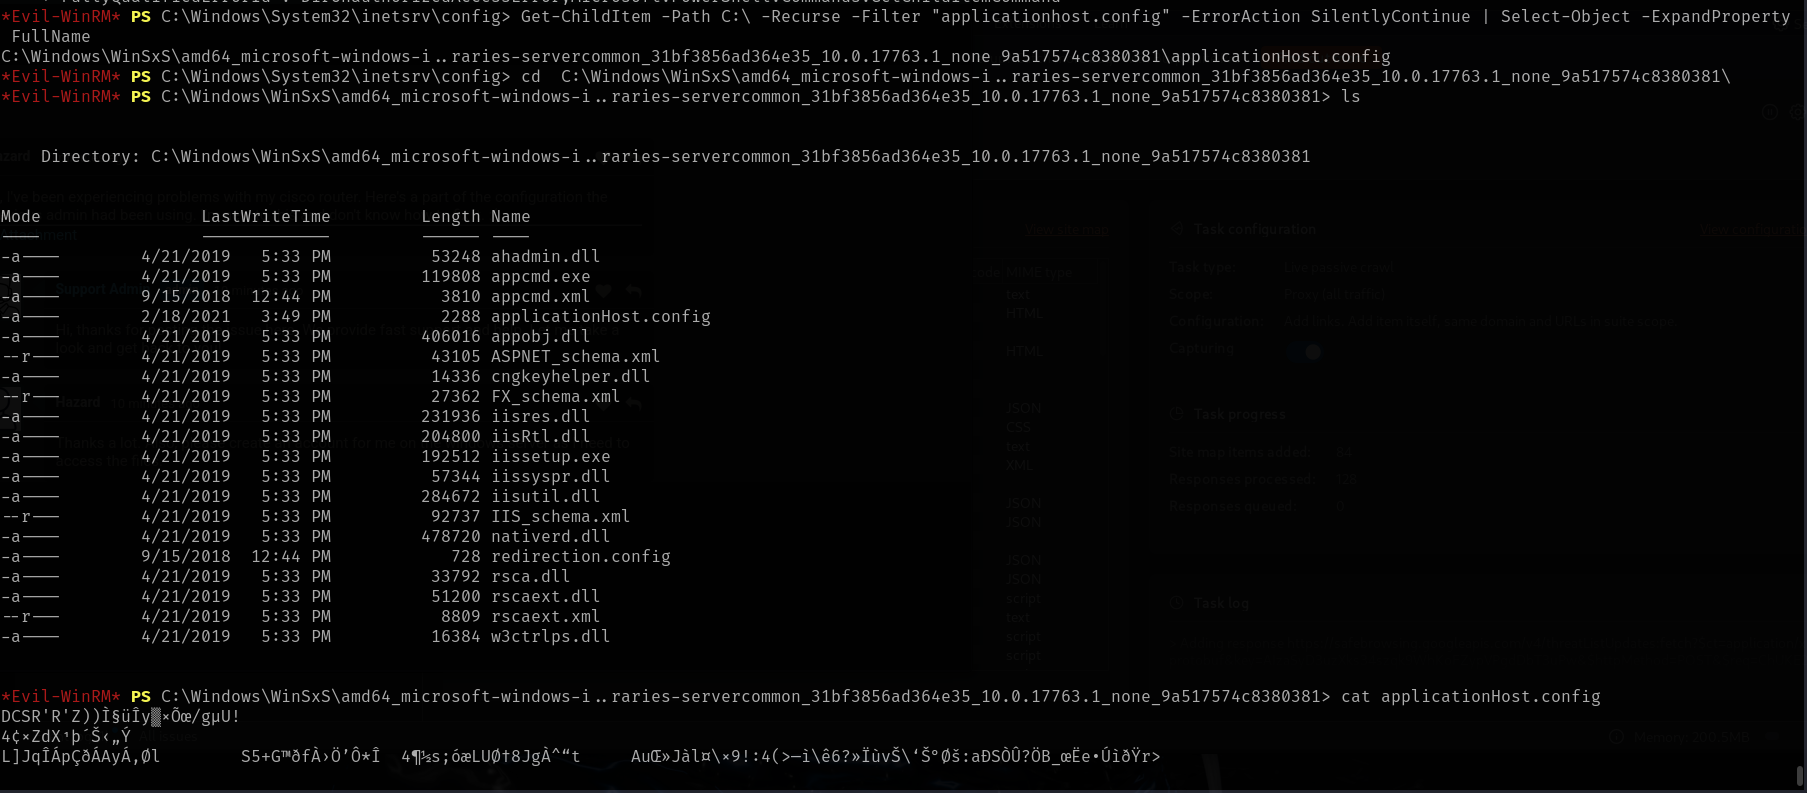 *Evil-WinRM* PS C:\Windows\System32\inetsrv\config> Get-ChildItem -Path C:\ -Recurse -Filter "applicationhost.config" -ErrorAction SilentlyContinue | Select-Object -ExpandProperty
FullName
C:\Windows\WinSxS\amd64_microsoft-windows-i..raries-servercommon_31bf3856ad364e35_10.0.17763.1_none_9a517574c8380381\applicationHost.config
*Evil-WinRM* PS C:\Windows\System32\inetsrv\config> cd  C:\Windows\WinSxS\amd64_microsoft-windows-i..raries-servercommon_31bf3856ad364e35_10.0.17763.1_none_9a517574c8380381\
*Evil-WinRM* PS C:\Windows\WinSxS\amd64_microsoft-windows-i..raries-servercommon_31bf3856ad364e35_10.0.17763.1_none_9a517574c8380381> ls
Directory: C:\Windows\WinSxS\amd64_microsoft-windows-i..raries-servercommon_31bf3856ad364e35_10.0.17763.1_none_9a517574c8380381
Mode LastWriteTime Length Name
---- ------------- ------ ----
-a---- 4/21/2019 5:33 PM 53248 ahadmin.dll
-a---- 4/21/2019 5:33 PM 119808 appcmd.exe
-a---- 9/15/2018 12:44 PM 3810 appcmd.xml
-a---- 2/18/2021 3:49 PM 2288 applicationHost.config
-a---- 4/21/2019 5:33 PM 406016 appobj.dll
--r--- 4/21/2019 5:33 PM 43105 ASPNET_schema.xml
-a---- 4/21/2019 5:33 PM 14336 cngkeyhelper.dll
--r--- 4/21/2019 5:33 PM 27362 FX_schema.xml
-a---- 4/21/2019 5:33 PM 231936 iisres.dll
-a---- 4/21/2019 5:33 PM 204800 iisRtl.dll
-a---- 4/21/2019 5:33 PM 192512 iissetup.exe
-a---- 4/21/2019 5:33 PM 57344 iissyspr.dll
-a---- 4/21/2019 5:33 PM 284672 iisutil.dll
--r--- 4/21/2019 5:33 PM 92737 IIS_schema.xml
-a---- 4/21/2019 5:33 PM 478720 nativerd.dll
-a---- 9/15/2018 12:44 PM 728 redirection.config
-a---- 4/21/2019 5:33 PM 33792 rsca.dll
-a---- 4/21/2019 5:33 PM 51200 rscaext.dll
--r--- 4/21/2019 5:33 PM 8809 rscaext.xml
-a---- 4/21/2019 5:33 PM 16384 w3ctrlps.dll
*Evil-WinRM* PS C:\Windows\WinSxS\amd64_microsoft-windows-i..raries-servercommon_31bf3856ad364e35_10.0.17763.1_none_9a517574c8380381> cat applicationHost.config
DCSR'R'Z))Ì§üÎy▒×Õœ/gµU!
4¢×ZdX¹þ´Š‹„Ý
L]JqÎÁpÇðÁAyÁ‚Øl S5+G™ðfÀ›Ö’Ô*Î 4¶½s;óæLUØ†8JgÀˆ“t AuŒ»Jàl¤\×9!:4(>—ì\ê6?»ÏùvŠ\‘ŠºØš:aÐSÒÛ?ÖB_œËe•ÚìðŸr>